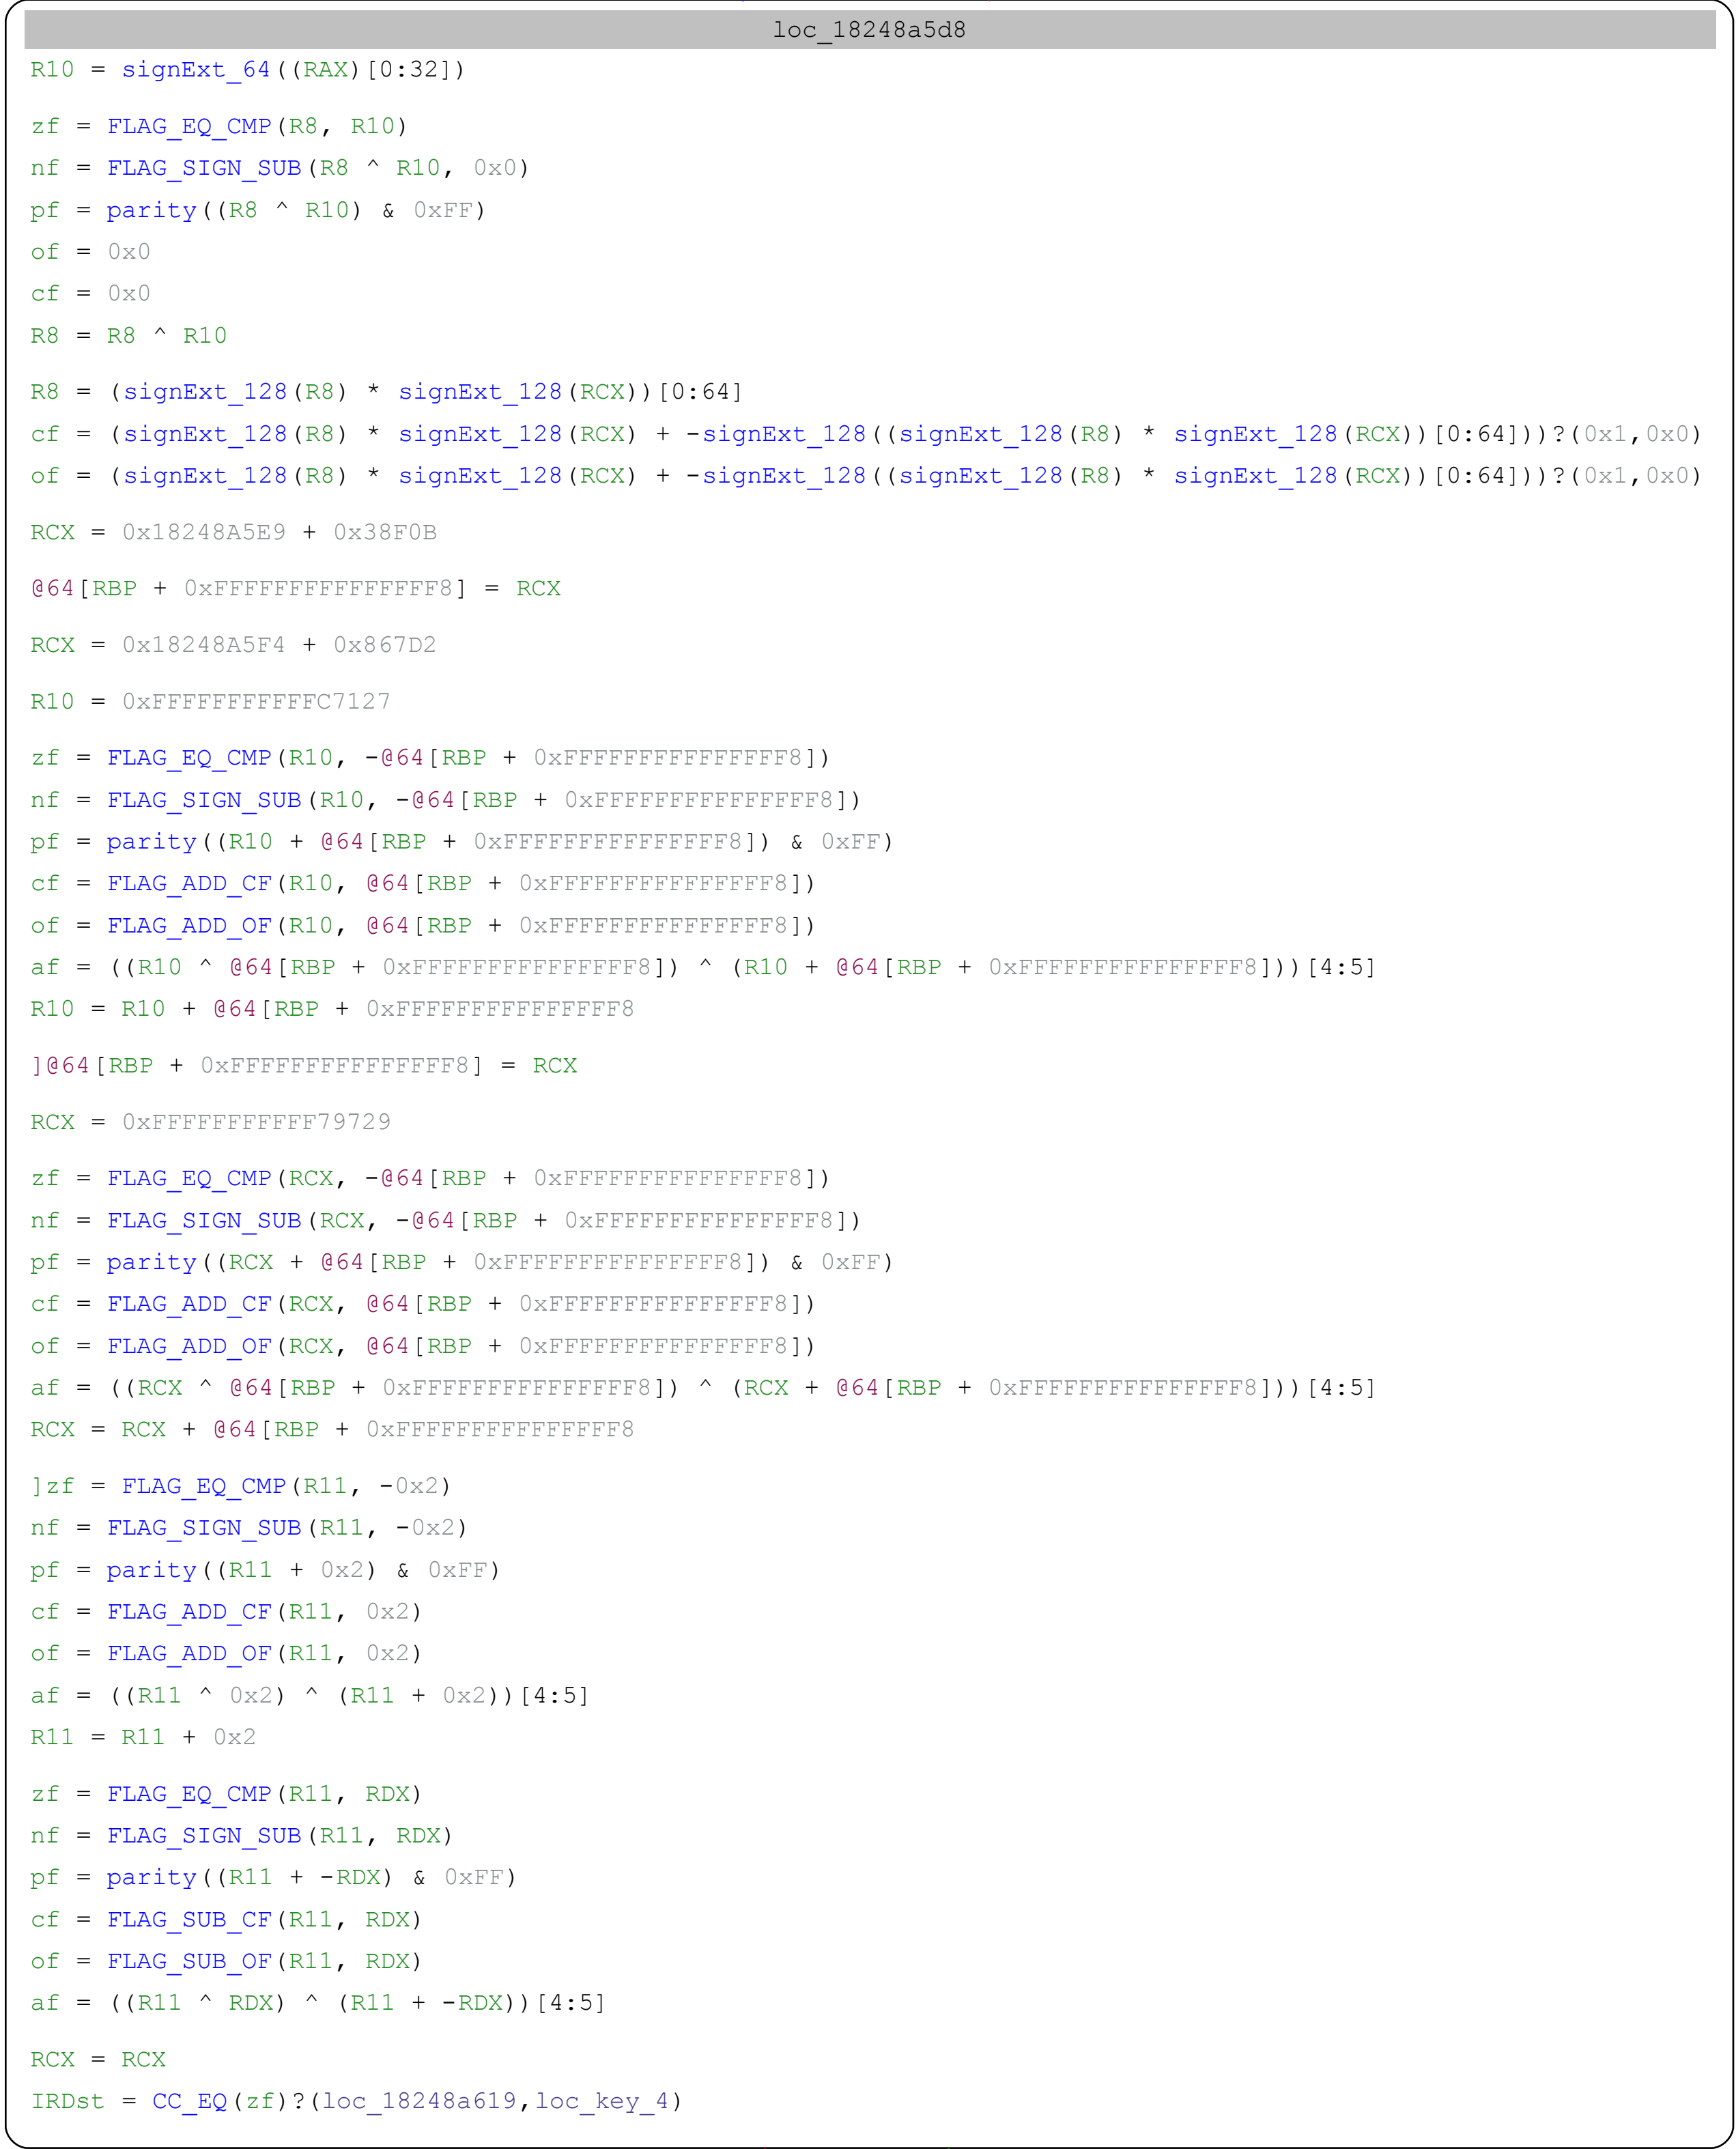 loc_18248a5d8
R10 = signExt_64((RAX)[0:32])
zf = FLAG_EQ_CMP(R8, R10)
nf = FLAG_SIGN_SUB(R8 ^ R10, 0x0)
pf = parity((R8 ^ R10) & 0xFF)
of = 0x0
cf = 0x0
R8 = R8 ^ R10
R8 = (signExt_128(R8) * signExt_128(RCX))[0:64]
cf = (signExt_128(R8) * signExt_128(RCX) + -signExt_128((signExt_128(R8) * signExt_128(RCX))[0:64]))?(0x1,0x0)
of = (signExt_128(R8) * signExt_128(RCX) + -signExt_128((signExt_128(R8) * signExt_128(RCX))[0:64]))?(0x1,0x0)
RCX = 0x18248A5E9 + 0x38F0B
@64[RBP + 0xFFFFFFFFFFFFFFF8] = RCX
RCX = 0x18248A5F4 + 0x867D2
R10 = 0xFFFFFFFFFFFC7127
zf = FLAG_EQ_CMP(R10, -@64[RBP + 0xFFFFFFFFFFFFFFF8])
nf = FLAG_SIGN_SUB(R10, -@64[RBP + 0xFFFFFFFFFFFFFFF8])
pf = parity((R10 + @64[RBP + 0xFFFFFFFFFFFFFFF8]) & 0xFF)
cf = FLAG_ADD_CF(R10, @64[RBP + 0xFFFFFFFFFFFFFFF8])
of = FLAG_ADD_OF(R10, @64[RBP + 0xFFFFFFFFFFFFFFF8])
af = ((R10 ^ @64[RBP + 0xFFFFFFFFFFFFFFF8]) ^ (R10 + @64[RBP + 0xFFFFFFFFFFFFFFF8]))[4:5]
R10 = R10 + @64[RBP + 0xFFFFFFFFFFFFFFF8
]@64[RBP + 0xFFFFFFFFFFFFFFF8] = RCX
RCX = 0xFFFFFFFFFFF79729
zf = FLAG_EQ_CMP(RCX, -@64[RBP + 0xFFFFFFFFFFFFFFF8])
nf = FLAG_SIGN_SUB(RCX, -@64[RBP + 0xFFFFFFFFFFFFFFF8])
pf = parity((RCX + @64[RBP + 0xFFFFFFFFFFFFFFF8]) & 0xFF)
cf = FLAG_ADD_CF(RCX, @64[RBP + 0xFFFFFFFFFFFFFFF8])
of = FLAG_ADD_OF(RCX, @64[RBP + 0xFFFFFFFFFFFFFFF8])
af = ((RCX ^ @64[RBP + 0xFFFFFFFFFFFFFFF8]) ^ (RCX + @64[RBP + 0xFFFFFFFFFFFFFFF8]))[4:5]
RCX = RCX + @64[RBP + 0xFFFFFFFFFFFFFFF8
]zf = FLAG_EQ_CMP(R11, -0x2)
nf = FLAG_SIGN_SUB(R11, -0x2)
pf = parity((R11 + 0x2) & 0xFF)
cf = FLAG_ADD_CF(R11, 0x2)
of = FLAG_ADD_OF(R11, 0x2)
af = ((R11 ^ 0x2) ^ (R11 + 0x2))[4:5]
R11 = R11 + 0x2
zf = FLAG_EQ_CMP(R11, RDX)
nf = FLAG_SIGN_SUB(R11, RDX)
pf = parity((R11 + -RDX) & 0xFF)
cf = FLAG_SUB_CF(R11, RDX)
of = FLAG_SUB_OF(R11, RDX)
af = ((R11 ^ RDX) ^ (R11 + -RDX))[4:5]
RCX = RCX
IRDst = CC_EQ(zf)?(loc_18248a619,loc_key_4)